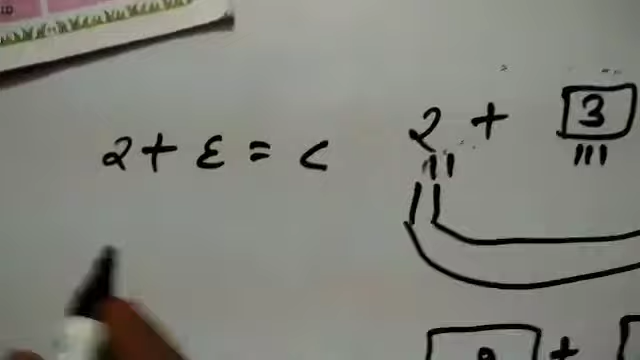 2 + ε = c
2 + 3
+